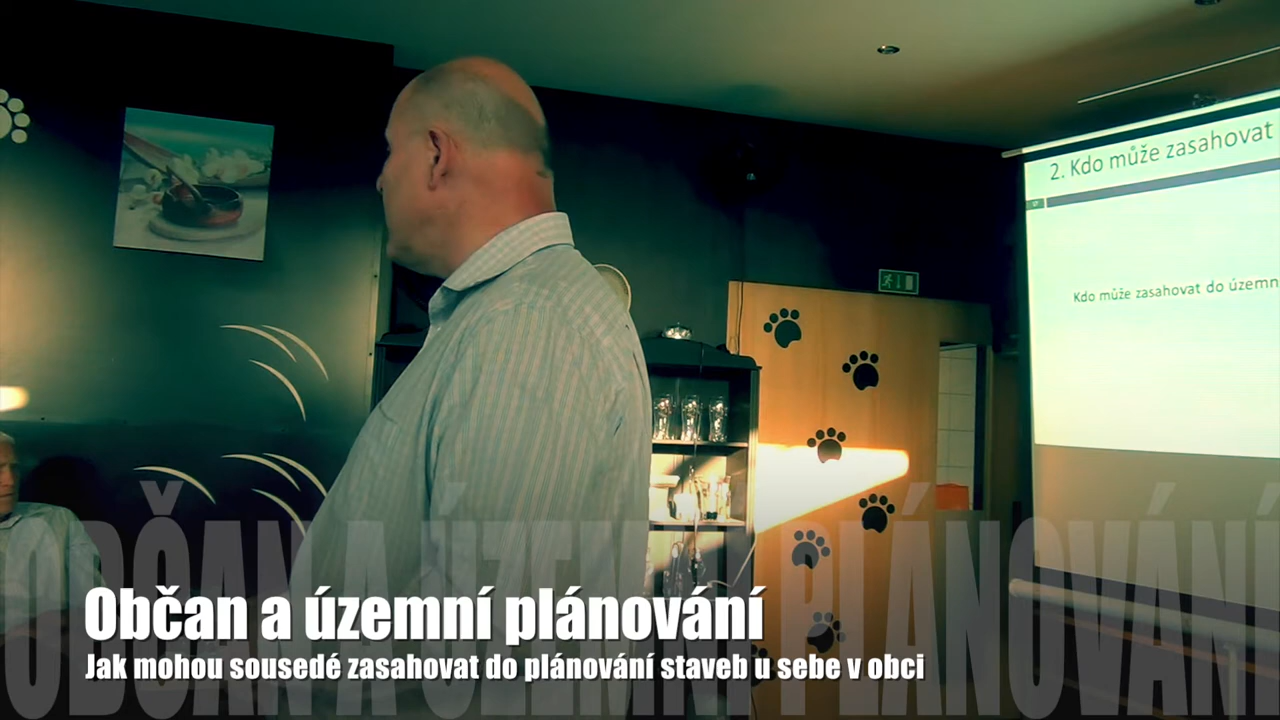 2. Kdo může zasahovat
Kdo může zasahovat do územn
OBČAN A ÚZEMNÍ PLÁNOVÁNÍ
Občan a územní plánování
Jak mohou sousedé zasahovat do plánování staveb u sebe v obci